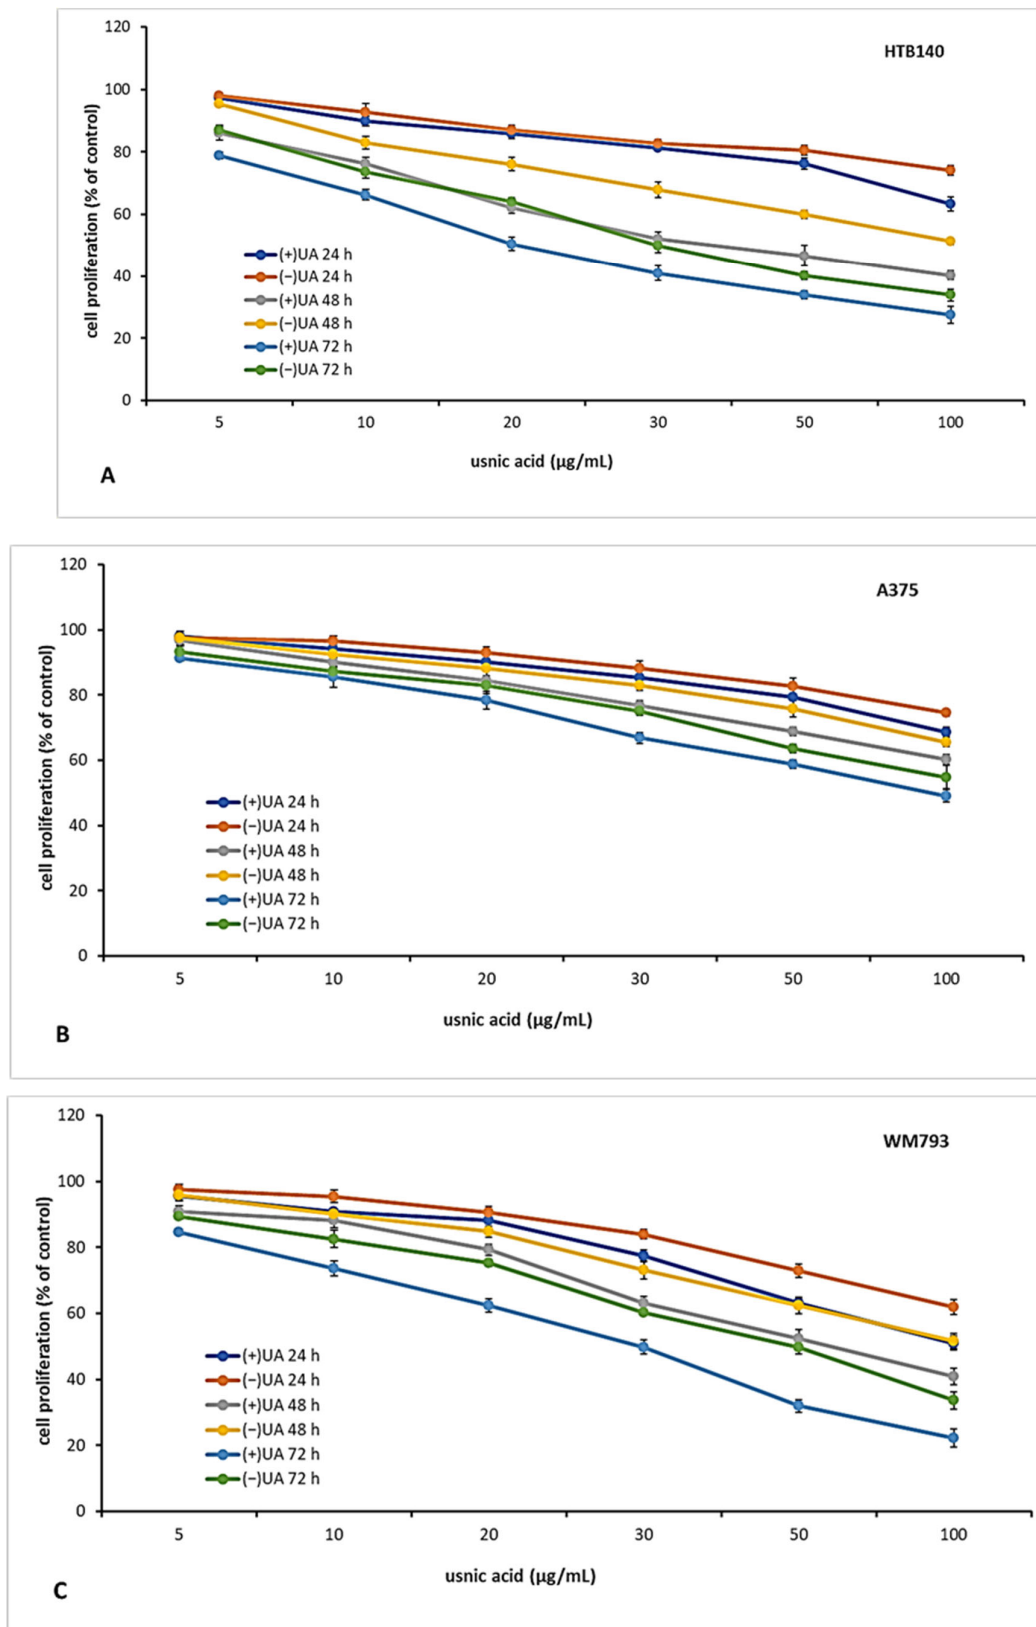 120
HTB140
100
80
60
40
20
0
cell proliferation (% of control)
(+)UA 24 h
(−)UA 24 h
(+)UA 48 h
(−)UA 48 h
(+)UA 72 h
(−)UA 72 h
5 10 20 30 50 100
usnic acid (µg/mL)
A
120
A375
100
80
60
40
20
0
cell proliferation (% of control)
(+)UA 24 h
(−)UA 24 h
(+)UA 48 h
(−)UA 48 h
(+)UA 72 h
(−)UA 72 h
5 10 20 30 50 100
usnic acid (µg/mL)
B
120
WM793
100
80
60
40
20
0
cell proliferation (% of control)
(+)UA 24 h
(−)UA 24 h
(+)UA 48 h
(−)UA 48 h
(+)UA 72 h
(−)UA 72 h
5 10 20 30 50 100
usnic acid (µg/mL)
C